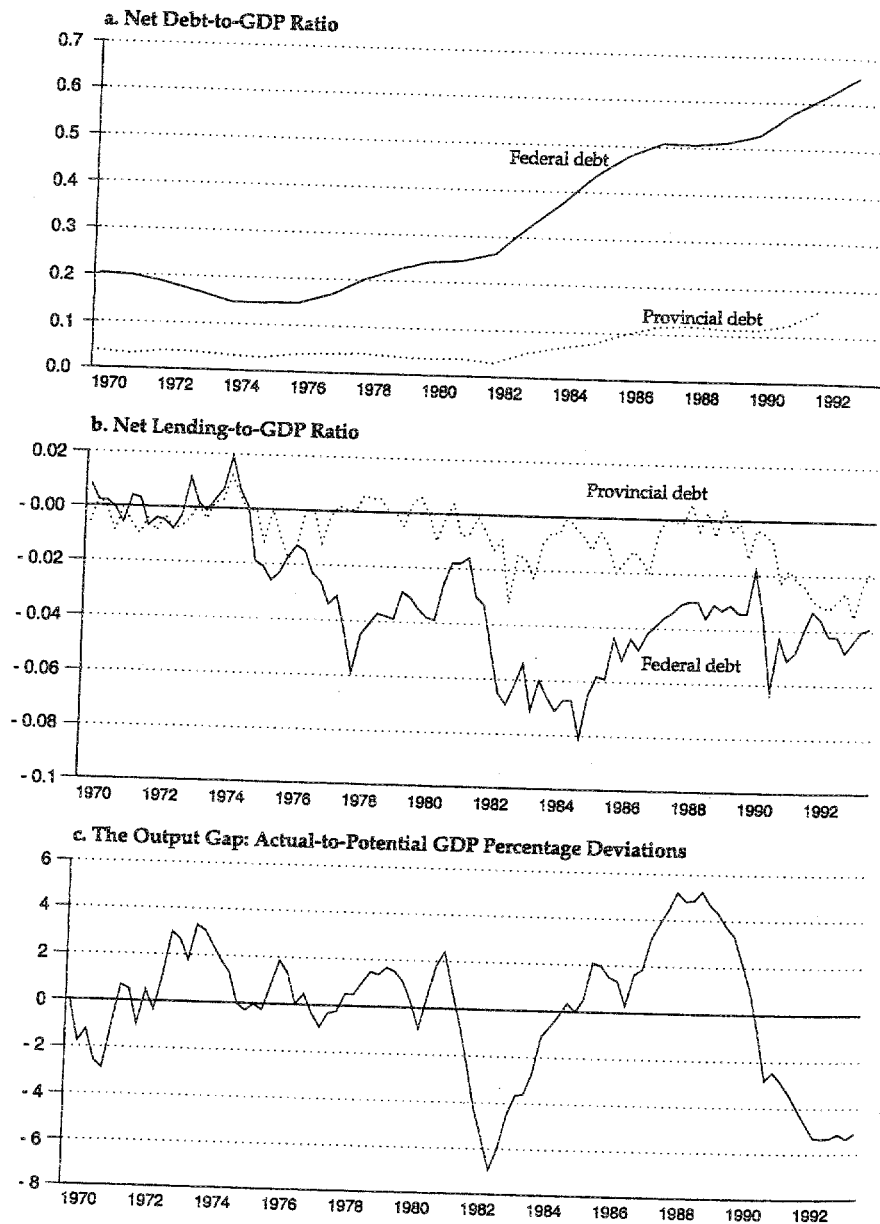 a. Net Debt-to-GDP Ratio
0.7
0.6
0.5
0.4
0.3
0.2
0.1
0.0
Federal debt
Provincial debt
1970 1972 1974 1976 1978 1980 1982 1984 1986 1988 1990 1992
b. Net Lending-to-GDP Ratio
0.02
- 0.00
- 0.02
- 0.04
- 0.06
- 0.08
- 0.1
Provincial debt
Federal debt
1970 1972 1974 1976 1978 1980 1982 1984 1986 1988 1990 1992
c. The Output Gap: Actual-to-Potential GDP Percentage Deviations
6
4
2
0
- 2
- 4
- 6
- 8
1970 1972 1974 1976 1978 1980 1982 1984 1986 1988 1990 1992